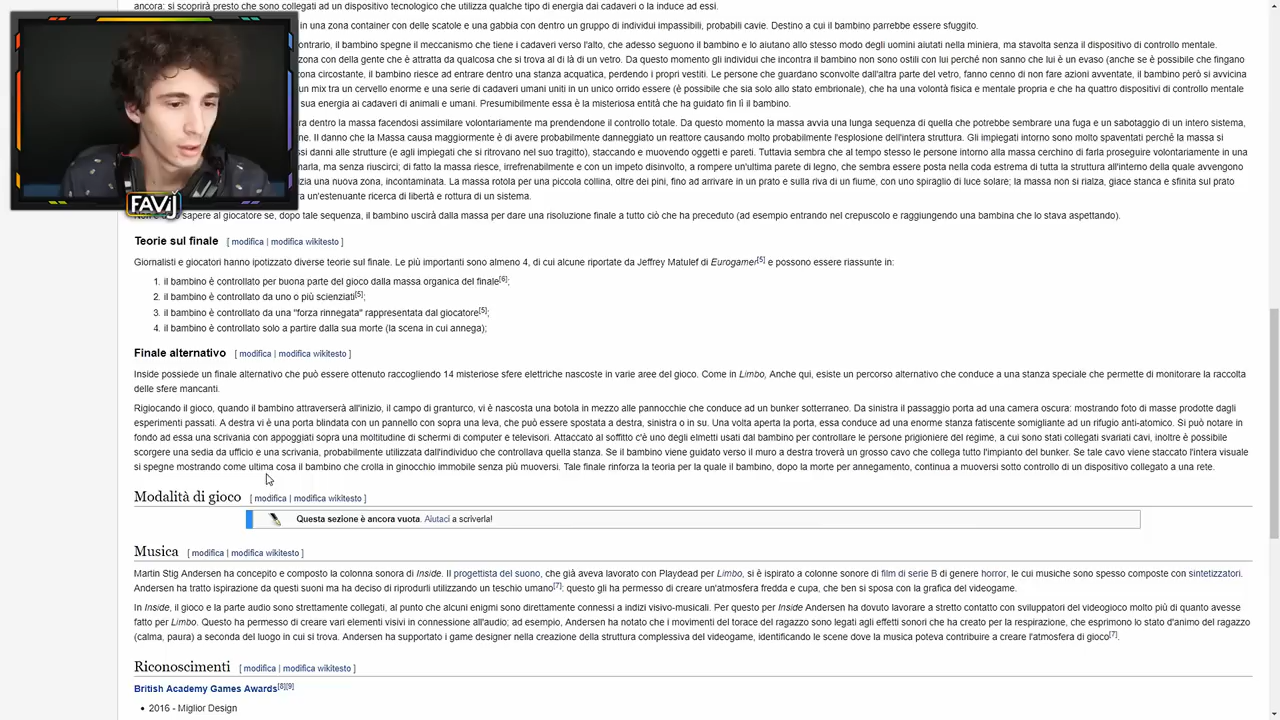 ancora: si scoprirà presto che sono collegati ad un dispositivo tecnologico che utilizza qualche tipo di energia dai cadaveri o la induce ad essi.
in una zona container con delle scatole e una gabbia con dentro un gruppo di individui impassibili, probabili cavie. Destino a cui il bambino parrebbe essere sfuggito.
ontrario, il bambino spegne il meccanismo che tiene i cadaveri verso l'alto, che adesso seguono il bambino e lo aiutano allo stesso modo degli uomini aiutati nella miniera, ma stavolta senza il dispositivo di controllo mentale.
zona con della gente che è attratta da qualcosa che si trova al di là di un vetro. Da questo momento gli individui che incontra il bambino non sono ostili con lui perché non sanno che lui è un evaso (anche se è possibile che fingano
zona circostante, il bambino riesce ad entrare dentro una stanza acquatica, perdendo i propri vestiti. Le persone che guardano sconvolte dall'altra parte del vetro, fanno cenno di non fare azioni avventate, il bambino però si avvicina
un mix tra un cervello enorme e una serie di cadaveri umani uniti in un unico orrido essere (è possibile che sia solo allo stato embrionale), che ha una volontà fisica e mentale propria e che ha quattro dispositivi di controllo mentale
sua energia ai cadaveri di animali e umani. Presumibilmente essa è la misteriosa entità che ha guidato fin lì il bambino.
ra dentro la massa facendosi assimilare volontariamente ma prendendone il controllo totale. Da questo momento la massa avvia una lunga sequenza di quella che potrebbe sembrare una fuga e un sabotaggio di un intero sistema,
e. Il danno che la Massa causa maggiormente è di avere probabilmente danneggiato un reattore causando molto probabilmente l'esplosione dell'intera struttura. Gli impiegati intorno sono molto spaventati perché la massa si
si danni alle strutture (e agli impiegati che si ritrovano nel suo tragitto), staccando e muovendo oggetti e pareti. Tuttavia sembra che al tempo stesso le persone intorno alla massa cerchino di farla proseguire volontariamente in una
narla, ma senza riuscirci; di fatto la massa riesce, irrefrenabilmente e con un impeto disinvolto, a rompere un'ultima parete di legno, che sembra essere posta nella coda estrema di tutta la struttura all'interno della quale avvengono
izia una nuova zona, incontaminata. La massa rotola per una piccola collina, oltre dei pini, fino ad arrivare in un prato e sulla riva di un fiume, con uno spiraglio di luce solare; la massa non si rialza, giace stanca e sfinita sul prato
un'estenuante ricerca di libertà e rottura di un sistema.
FAVJ
sapere al giocatore se, dopo tale sequenza, il bambino uscirà dalla massa per dare una risoluzione finale a tutto ciò che ha preceduto (ad esempio entrando nel crepuscolo e raggiungendo una bambina che lo stava aspettando).
Teorie sul finale [ modifica | modifica wikitesto ]
Giornalisti e giocatori hanno ipotizzato diverse teorie sul finale. Le più importanti sono almeno 4, di cui alcune riportate da Jeffrey Matulef di Eurogamer[5] e possono essere riassunte in:
1. il bambino è controllato per buona parte del gioco dalla massa organica del finale[6];
2. il bambino è controllato da uno o più scienziati[5];
3. il bambino è controllato da una "forza rinnegata" rappresentata dal giocatore[5];
4. il bambino è controllato solo a partire dalla sua morte (la scena in cui annega);
Finale alternativo [ modifica | modifica wikitesto ]
Inside possiede un finale alternativo che può essere ottenuto raccogliendo 14 misteriose sfere elettriche nascoste in varie aree del gioco. Come in Limbo, Anche qui, esiste un percorso alternativo che conduce a una stanza speciale che permette di monitorare la raccolta
delle sfere mancanti.
Rigiocando il gioco, quando il bambino attraverserà all'inizio, il campo di granturco, vi è nascosta una botola in mezzo alle pannocchie che conduce ad un bunker sotterraneo. Da sinistra il passaggio porta ad una camera oscura: mostrando foto di masse prodotte dagli
esperimenti passati. A destra vi è una porta blindata con un pannello con sopra una leva, che può essere spostata a destra, sinistra o in su. Una volta aperta la porta, essa conduce ad una enorme stanza fatiscente somigliante ad un rifugio anti-atomico. Si può notare in
fondo ad essa una scrivania con appoggiati sopra una moltitudine di schermi di computer e televisori. Attaccato al soffitto c'è uno degli elmetti usati dal bambino per controllare le persone prigioniere del regime, a cui sono stati collegati svariati cavi, inoltre è possibile
scorgere una sedia da ufficio e una scrivania, probabilmente utilizzata dall'individuo che controllava quella stanza. Se il bambino viene guidato verso il muro a destra troverà un grosso cavo che collega tutto l'impianto del bunker. Se tale cavo viene staccato l'intera visuale
si spegne mostrando come ultima cosa il bambino che crolla in ginocchio immobile senza più muoversi. Tale finale rinforza la teoria per la quale il bambino, dopo la morte per annegamento, continua a muoversi sotto controllo di un dispositivo collegato a una rete.
Modalità di gioco [ modifica | modifica wikitesto ]
Questa sezione è ancora vuota. Aiutaci a scriverla!
Musica [ modifica | modifica wikitesto ]
Martin Stig Andersen ha concepito e composto la colonna sonora di Inside. Il progettista del suono, che già aveva lavorato con Playdead per Limbo, si è ispirato a colonne sonore di film di serie B di genere horror, le cui musiche sono spesso composte con sintetizzatori.
Andersen ha tratto ispirazione da questi suoni ma ha deciso di riprodurli utilizzando un teschio umano[7]: questo gli ha permesso di creare un'atmosfera fredda e cupa, che ben si sposa con la grafica del videogame.
In Inside, il gioco e la parte audio sono strettamente collegati, al punto che alcuni enigmi sono direttamente connessi a indizi visivo-musicali. Per questo per Inside Andersen ha dovuto lavorare a stretto contatto con sviluppatori del videogioco molto più di quanto avesse
fatto per Limbo. Questo ha permesso di creare vari elementi visivi in connessione all'audio; ad esempio, Andersen ha notato che i movimenti del torace del ragazzo sono legati agli effetti sonori che ha creato per la respirazione, che esprimono lo stato d'animo del ragazzo
(calma, paura) a seconda del luogo in cui si trova. Andersen ha supportato i game designer nella creazione della struttura complessiva del videogame, identificando le scene dove la musica poteva contribuire a creare l'atmosfera di gioco[7].
Riconoscimenti [ modifica | modifica wikitesto ]
British Academy Games Awards[8][9]
• 2016 - Miglior Design